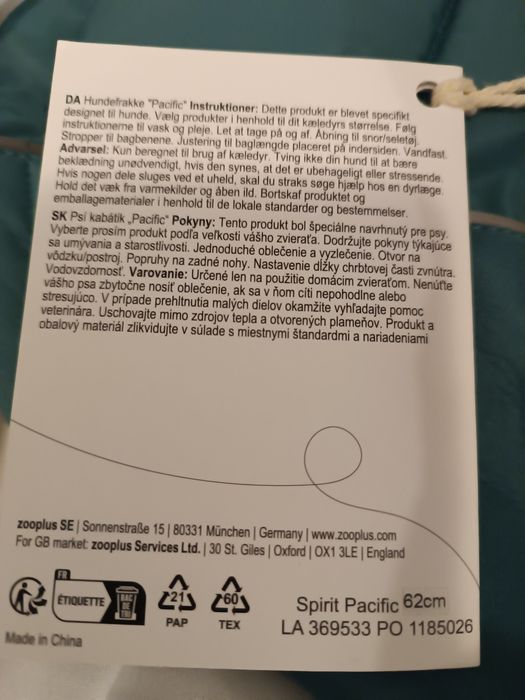 DA Hundefrakke "Pacific" Instruktioner: Dette produkt er blevet specifikt
designet til hunde. Vælg produkter i henhold til dit kæledyrs størrelse. Følg
instruktionerne til vask og pleje. Let at tage på og af. Åbning til snor/seletøj.
Stropper til bagbenene. Justering til baglængde placeret på indersiden. Vandfast.
Advarsel: Kun beregnet til brug af kæledyr. Tving ikke din hund til at bære
beklædning unødvendigt, hvis den synes, at det er ubehageligt eller stressende.
Hvis nogen dele sluges ved et uheld, skal du straks søge hjælp hos en dyrlæge.
Hold det væk fra varmekilder og åben ild. Bortskaf produktet og
emballagematerialer i henhold til de lokale standarder og bestemmelser.
SK Psí kabátik „Pacific" Pokyny: Tento produkt bol špeciálne navrhnutý pre psy.
Vyberte prosím produkt podľa veľkosti vášho zvieraťa. Dodržujte pokyny týkajúce
sa umývania a starostlivosti. Jednoduché oblečenie a vyzlečenie. Otvor na
vôdzku/postroj. Popruhy na zadné nohy. Nastavenie dĺžky chrbtovej časti zvnútra.
Vodovzdornosť. Varovanie: Určené len na použitie domácim zvieraťom. Nenúťte
vášho psa zbytočne nosiť oblečenie, ak sa v ňom cíti nepohodlne alebo
stresujúco. V prípade prehltnutia malých dielov okamžite vyhľadajte pomoc
veterinára. Uschovajte mimo zdrojov tepla a otvorených plameňov. Produkt a
obalový materiál zlikvidujte v súlade s miestnymi štandardmi a nariadeniami
zooplus SE | Sonnenstraße 15 | 80331 München | Germany | www.zooplus.com
For GB market: zooplus Services Ltd. | 30 St. Giles | Oxford | OX1 3LE | England
FR
ÉTIQUETTE
BAC
DE
TRI
21
PAP
60
TEX
Made in China
Spirit Pacific 62cm
LA 369533 PO 1185026